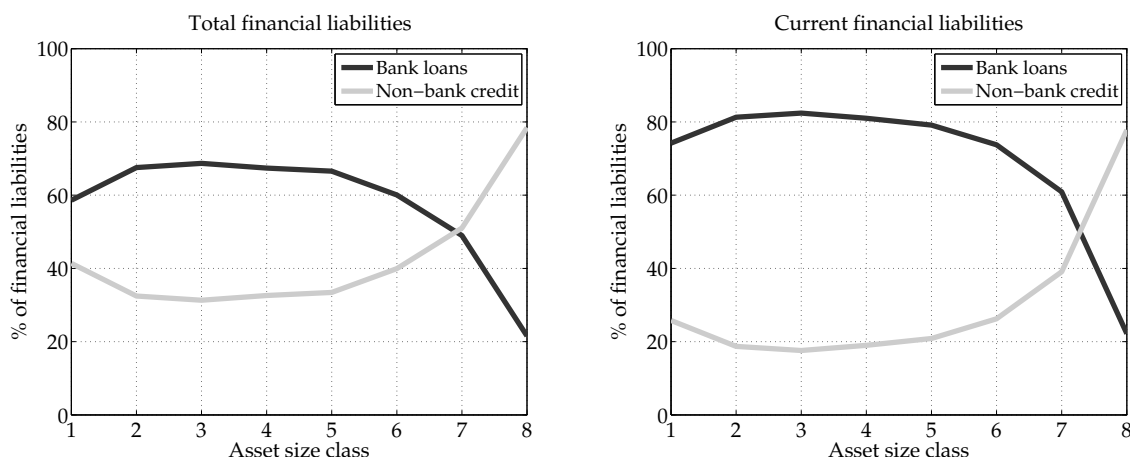 Total financial liabilities
100
80
60
40
20
0
% of financial liabilities
Bank loans
Non−bank credit
1 2 3 4 5 6 7 8
Asset size class
Current financial liabilities
100
80
60
40
20
0
% of financial liabilities
Bank loans
Non−bank credit
1 2 3 4 5 6 7 8
Asset size class